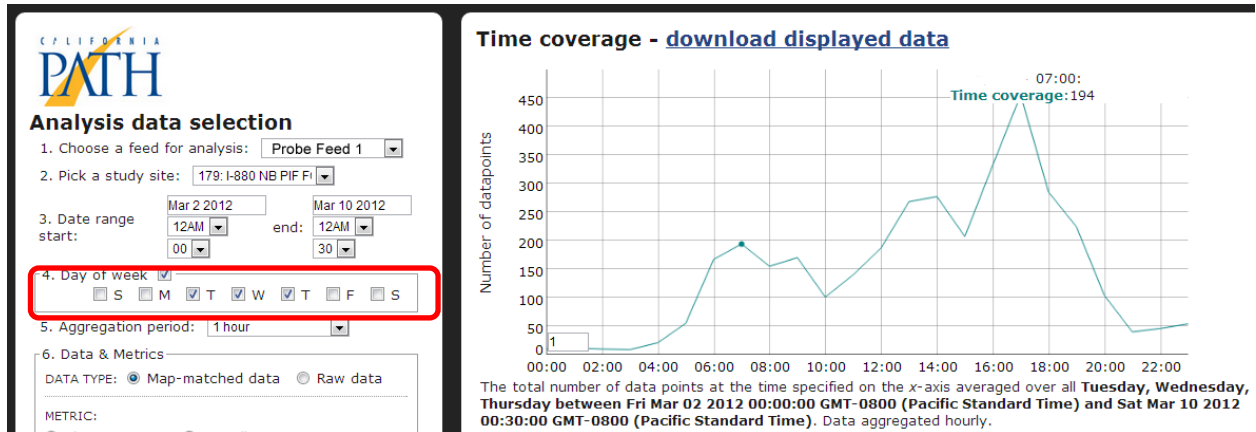 CALIFORNIA
PATH
Analysis data selection
1. Choose a feed for analysis: Probe Feed 1
2. Pick a study site: 179: I-880 NB PIF F
3. Date range start: Mar 2 2012 12AM 00 end: Mar 10 2012 12AM 30
4. Day of week
S M T W T F S
5. Aggregation period: 1 hour
6. Data & Metrics
DATA TYPE: Map-matched data Raw data
METRIC:
Time coverage - download displayed data
07:00:
Time coverage:194
Number of datapoints
450
400
350
300
250
200
150
100
50
0
1
00:00 02:00 04:00 06:00 08:00 10:00 12:00 14:00 16:00 18:00 20:00 22:00
The total number of data points at the time specified on the x-axis averaged over all Tuesday, Wednesday,
Thursday between Fri Mar 02 2012 00:00:00 GMT-0800 (Pacific Standard Time) and Sat Mar 10 2012
00:30:00 GMT-0800 (Pacific Standard Time). Data aggregated hourly.